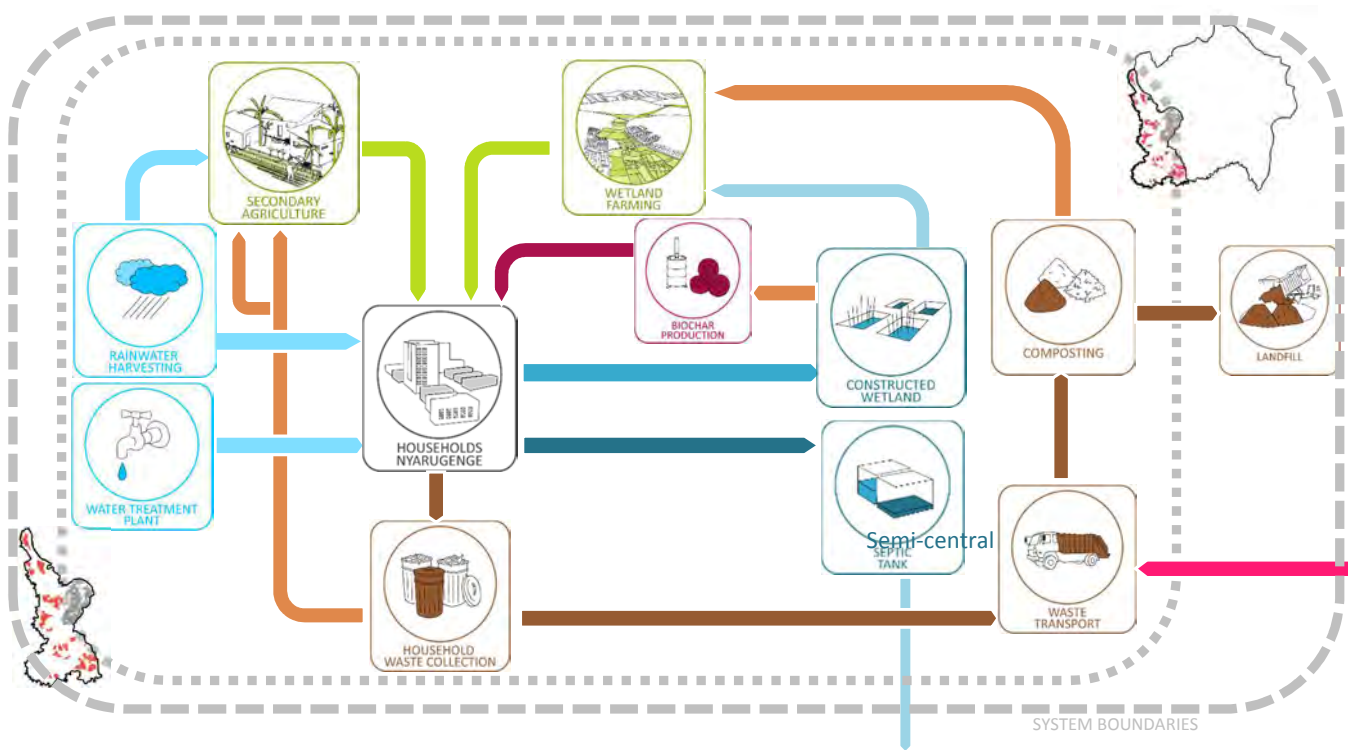 SECONDARY
AGRICULTURE
WETLAND
FARMING
RAINWATER
HARVESTING
BIOCHAR
PRODUCTION
CONSTRUCTED
WETLAND
COMPOSTING
LANDFILL
HOUSEHOLDS
NYARUGENGE
WATER TREATMENT
PLANT
Semi-central
SEPTIC
TANK
WASTE
TRANSPORT
HOUSEHOLD
WASTE COLLECTION
SYSTEM BOUNDARIES